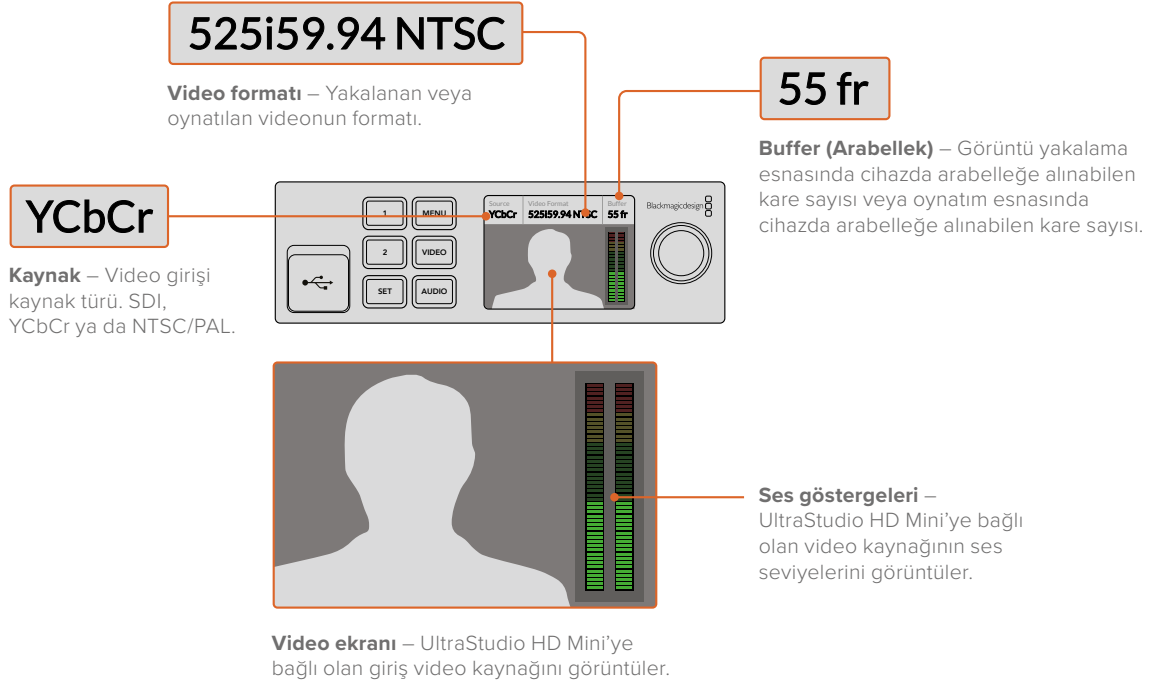 525i59.94 NTSC
Video formatı – Yakalanan veya
oynatılan videonun formatı.
55 fr
Buffer (Arabellek) – Görüntü yakalama
esnasında cihazda arabelleğe alınabilen
kare sayısı veya oynatım esnasında
cihazda arabelleğe alınabilen kare sayısı.
YCbCr
Kaynak – Video girişi
kaynak türü. SDI,
YCbCr ya da NTSC/PAL.
1
MENU
2
VIDEO
SET
AUDIO
Source
YCbCr
Video Format
525i59.94 NTSC
Buffer
55 fr
Blackmagicdesign
Ses göstergeleri –
UltraStudio HD Mini’ye bağlı
olan video kaynağının ses
seviyelerini görüntüler.
Video ekranı – UltraStudio HD Mini’ye
bağlı olan giriş video kaynağını görüntüler.